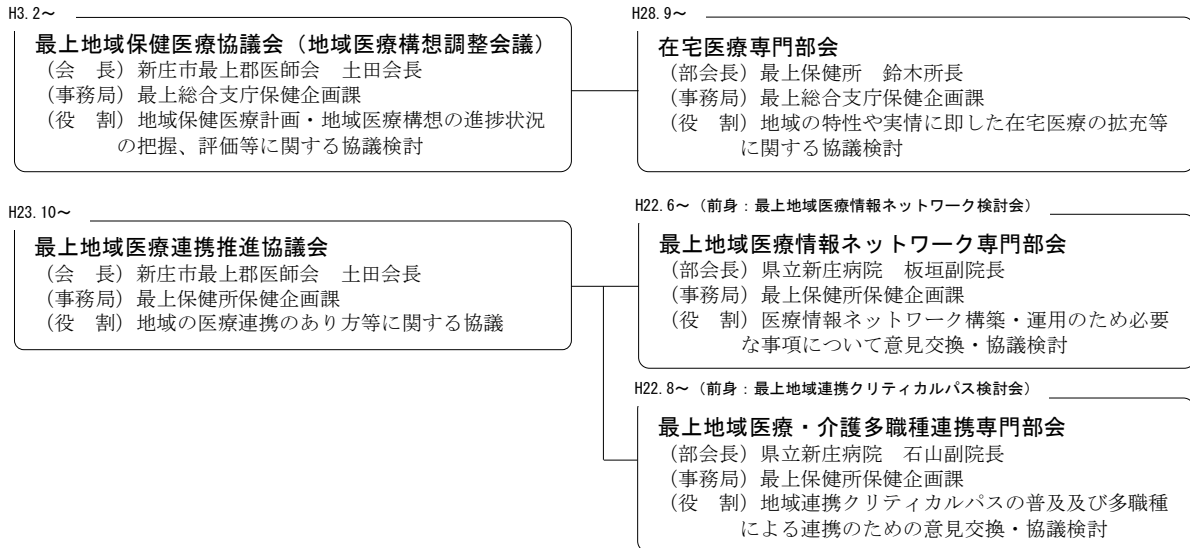 H3.2～
最上地域保健医療協議会（地域医療構想調整会議）
（会　長）新庄市最上郡医師会　土田会長
（事務局）最上総合支庁保健企画課
（役　割）地域保健医療計画・地域医療構想の進捗状況
の把握、評価等に関する協議検討
H28.9～
在宅医療専門部会
（部会長）最上保健所　鈴木所長
（事務局）最上総合支庁保健企画課
（役　割）地域の特性や実情に即した在宅医療の拡充等
に関する協議検討
H23.10～
最上地域医療連携推進協議会
（会　長）新庄市最上郡医師会　土田会長
（事務局）最上保健所保健企画課
（役　割）地域の医療連携のあり方等に関する協議
H22.6～（前身：最上地域医療情報ネットワーク検討会）
最上地域医療情報ネットワーク専門部会
（部会長）県立新庄病院　板垣副院長
（事務局）最上保健所保健企画課
（役　割）医療情報ネットワーク構築・運用のため必要
な事項について意見交換・協議検討
H22.8～（前身：最上地域連携クリティカルパス検討会）
最上地域医療・介護多職種連携専門部会
（部会長）県立新庄病院　石山副院長
（事務局）最上保健所保健企画課
（役　割）地域連携クリティカルパスの普及及び多職種
による連携のための意見交換・協議検討